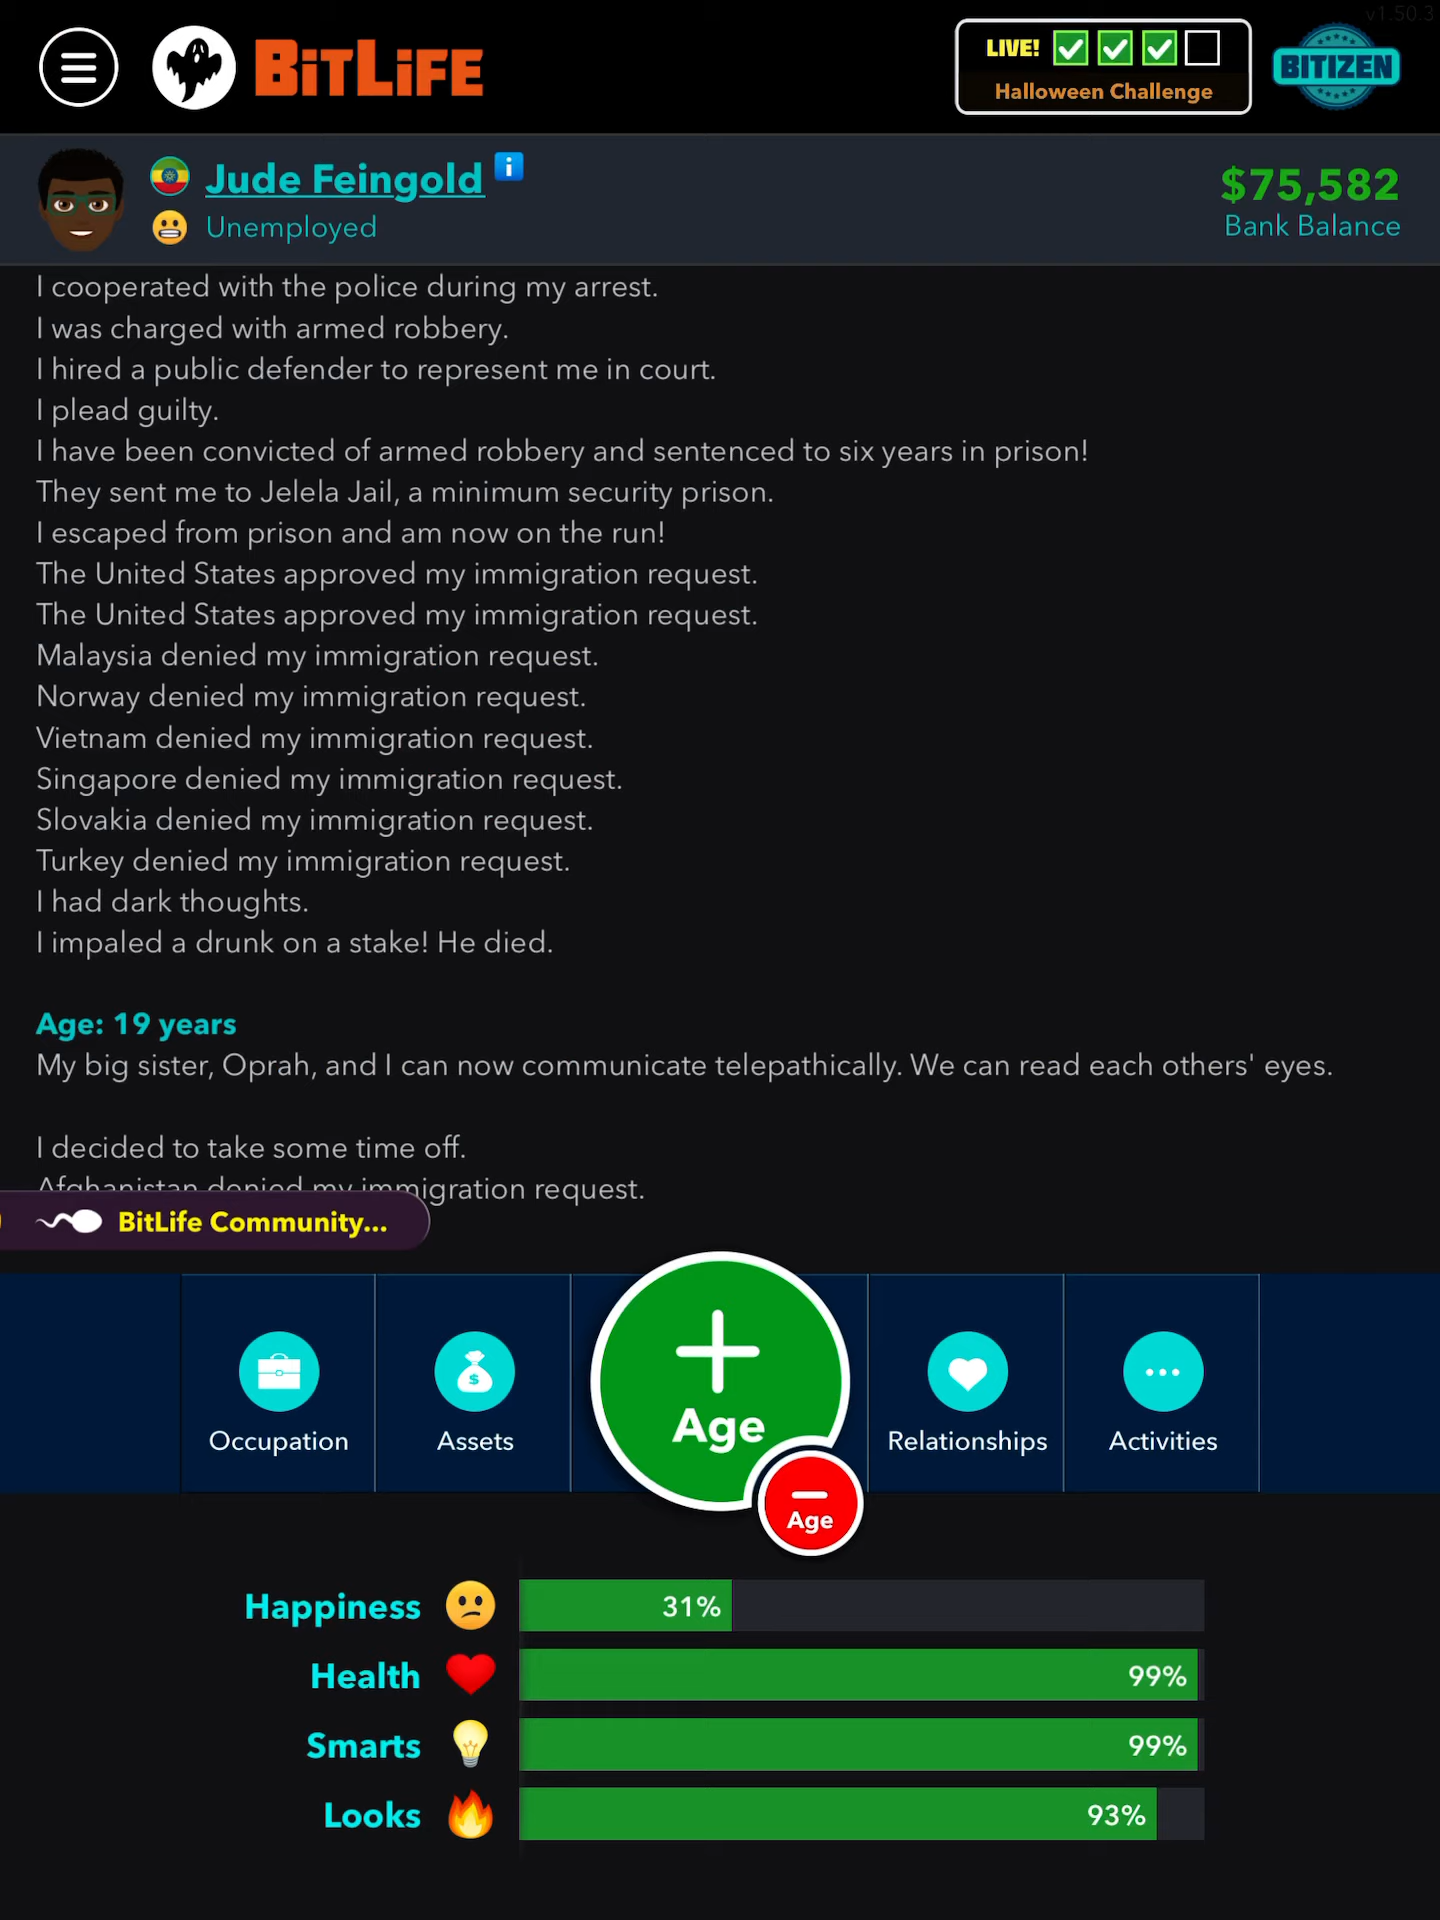 v1.50.3
BITLIFE
LIVE!
Halloween Challenge
BITIZEN
Jude Feingold
$75,582
Unemployed
Bank Balance
I cooperated with the police during my arrest.
I was charged with armed robbery.
I hired a public defender to represent me in court.
I plead guilty.
I have been convicted of armed robbery and sentenced to six years in prison!
They sent me to Jelela Jail, a minimum security prison.
I escaped from prison and am now on the run!
The United States approved my immigration request.
The United States approved my immigration request.
Malaysia denied my immigration request.
Norway denied my immigration request.
Vietnam denied my immigration request.
Singapore denied my immigration request.
Slovakia denied my immigration request.
Turkey denied my immigration request.
I had dark thoughts.
I impaled a drunk on a stake! He died.
Age: 19 years
My big sister, Oprah, and I can now communicate telepathically. We can read each others' eyes.
I decided to take some time off.
Afghanistan denied my immigration request.
BitLife Community...
Occupation
Assets
Age
Relationships
Activities
Age
Happiness 31%
Health 99%
Smarts 99%
Looks 93%